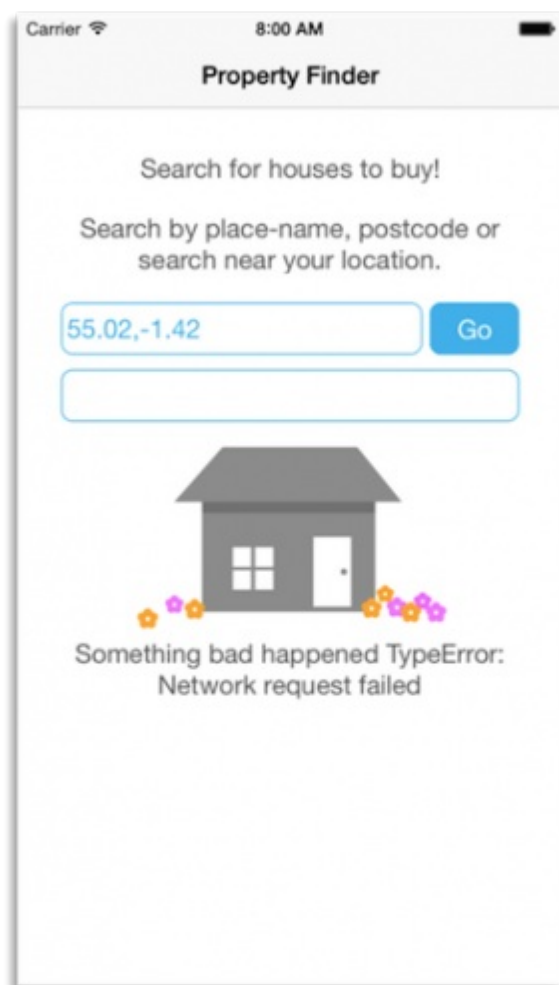 Carrier 8:00 AM
Property Finder
Search for houses to buy!
Search by place-name, postcode or
search near your location.
55.02,-1.42 Go
Something bad happened TypeError:
Network request failed